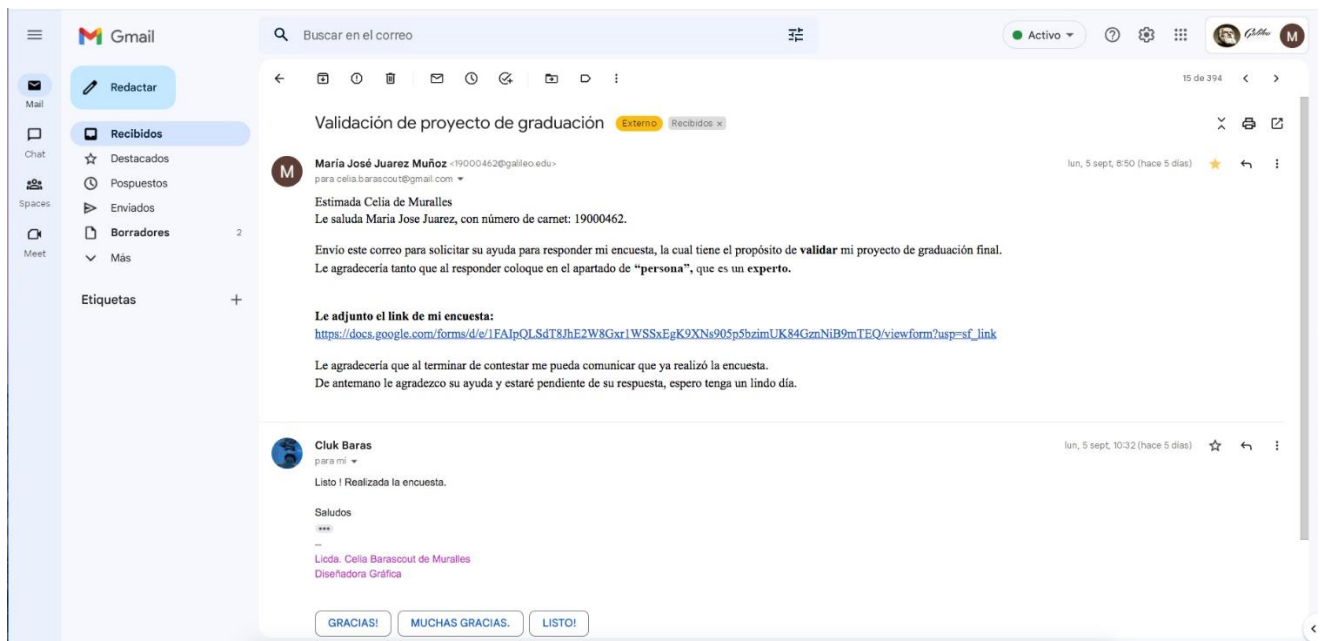 Gmail
Buscar en el correo
Activo
Galileo
M
Mail
Redactar
15 de 394
Validación de proyecto de graduación Externo Recibidos x
Chat
Recibidos
Destacados
Spaces
Pospuestos
Enviados
Meet
Borradores 2
Más
Etiquetas +
M
María José Juarez Muñoz <19000462@galileo.edu>
lun, 5 sept, 8:50 (hace 5 días)
para celia.barascout@gmail.com
Estimada Celia de Muralles
Le saluda Maria Jose Juarez, con número de carnet: 19000462.
Envío este correo para solicitar su ayuda para responder mi encuesta, la cual tiene el propósito de validar mi proyecto de graduación final.
Le agradecería tanto que al responder coloque en el apartado de “persona”, que es un experto.
Le adjunto el link de mi encuesta:
https://docs.google.com/forms/d/e/1FAIpQLSdT8JhE2W8Gxr1WSSxEgK9XNs905p5bzimUK84GznNiB9mTEQ/viewform?usp=sf_link
Le agradecería que al terminar de contestar me pueda comunicar que ya realizó la encuesta.
De antemano le agradezco su ayuda y estaré pendiente de su respuesta, espero tenga un lindo día.
Cluk Baras
lun, 5 sept, 10:32 (hace 5 días)
para mí
Listo ! Realizada la encuesta.
Saludos
--
Licda. Celia Barascout de Muralles
Diseñadora Gráfica
GRACIAS!
MUCHAS GRACIAS.
LISTO!